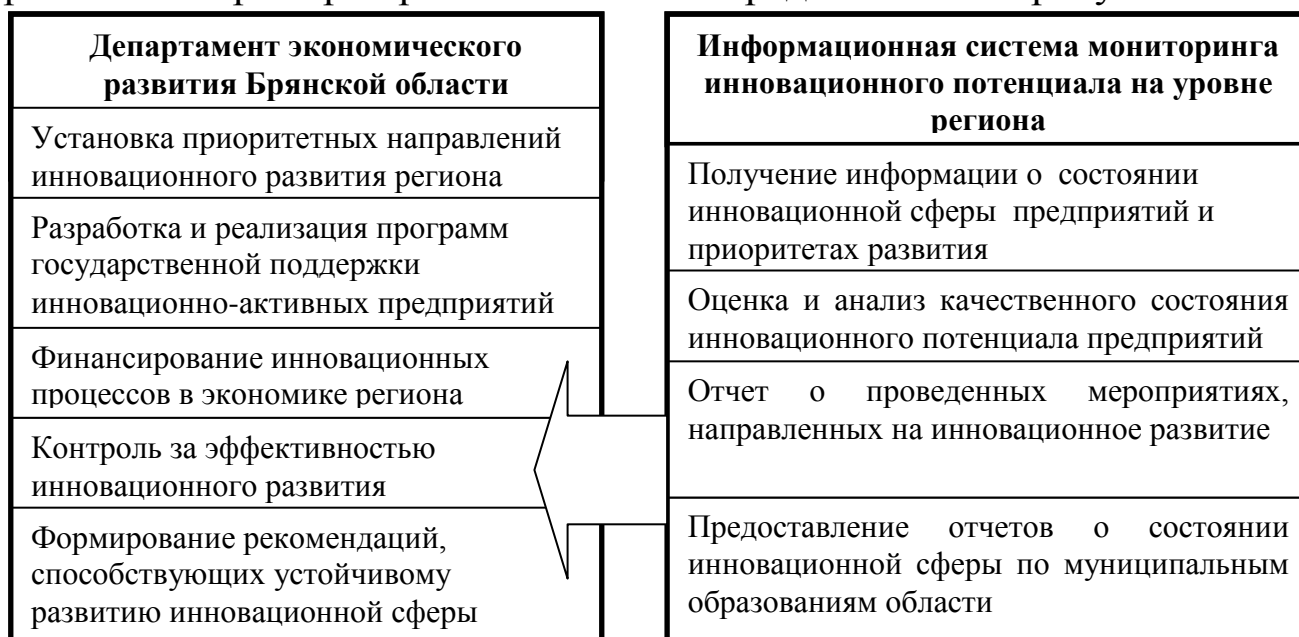 Департамент экономического
развития Брянской области
Установка приоритетных направлений
инновационного развития региона
Разработка и реализация программ
государственной поддержки
инновационно-активных предприятий
Финансирование инновационных
процессов в экономике региона
Контроль за эффективностью
инновационного развития
Формирование рекомендаций,
способствующих устойчивому
развитию инновационной сферы
Информационная система мониторинга
инновационного потенциала на уровне
региона
Получение информации о состоянии
инновационной сферы предприятий и
приоритетах развития
Оценка и анализ качественного состояния
инновационного потенциала предприятий
Отчет о проведенных мероприятиях,
направленных на инновационное развитие
Предоставление отчетов о состоянии
инновационной сферы по муниципальным
образованиям области